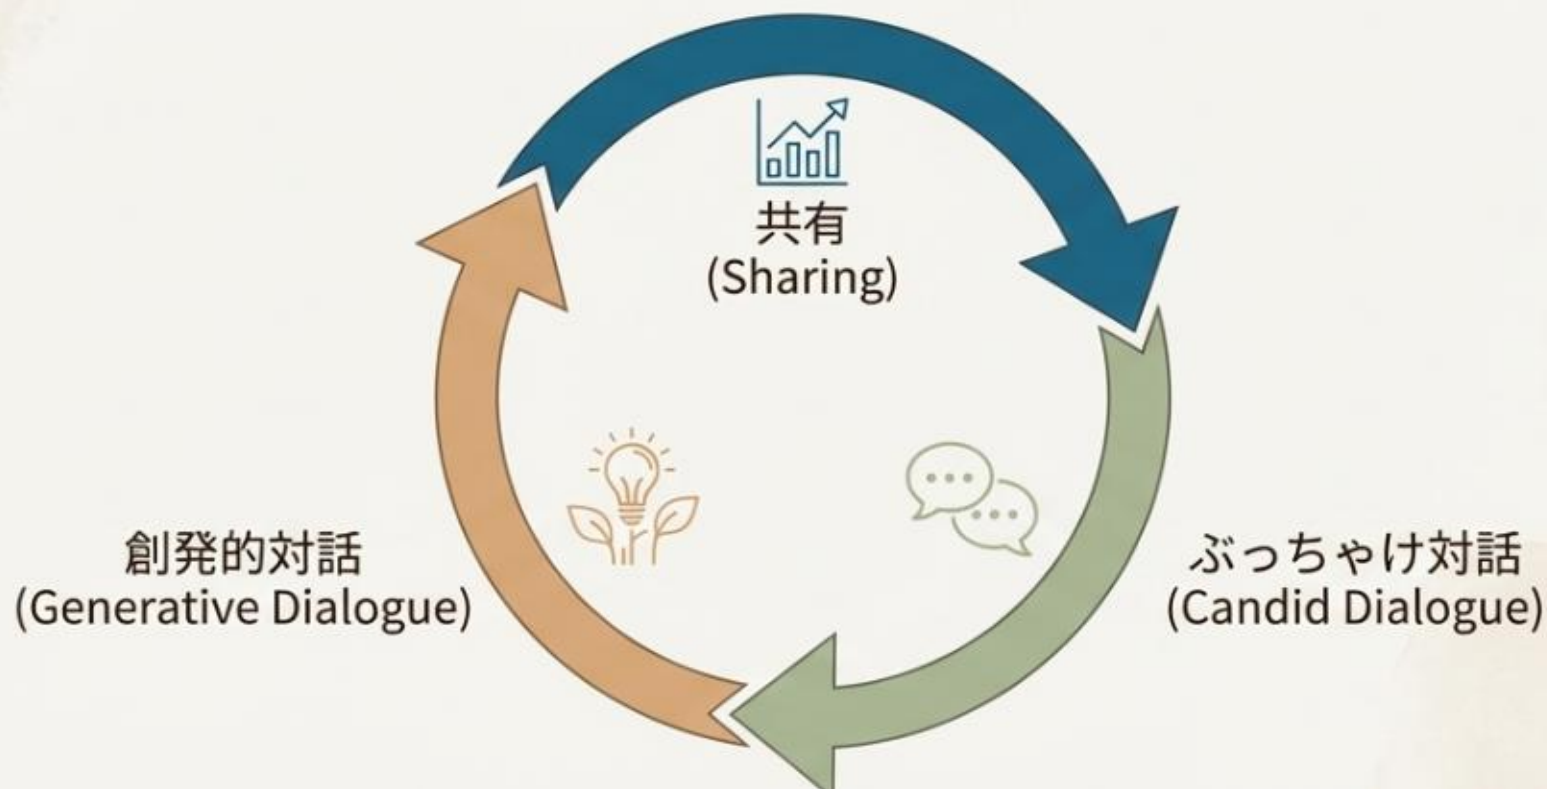 共有
(Sharing)
創発的対話
(Generative Dialogue)
ぶっちゃけ対話
(Candid Dialogue)